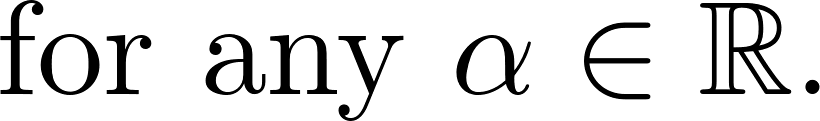 for any α ∈ ℝ.